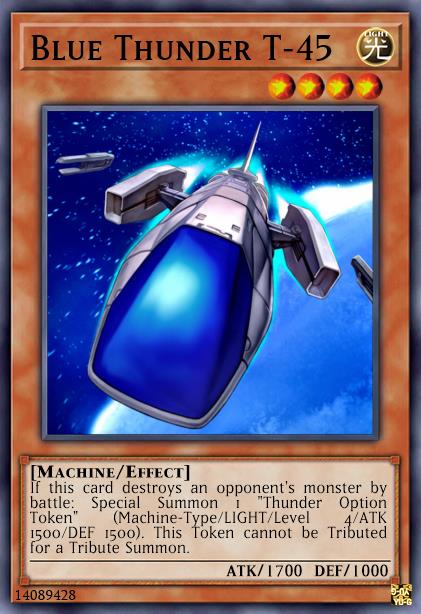 Blue Thunder T-45
LIGHT
光
[Machine/Effect]
If this card destroys an opponent's monster by
battle: Special Summon 1 "Thunder Option
Token" (Machine-Type/LIGHT/Level 4/ATK
1500/DEF 1500). This Token cannot be Tributed
for a Tribute Summon.
ATK/1700 DEF/1000
14089428